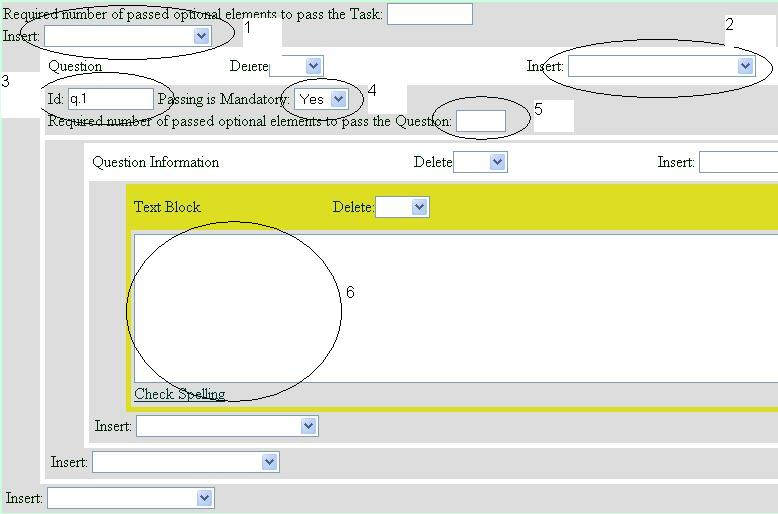 Required number of passed optional elements to pass the Task:
Insert: 1 2
Question Delete Insert:
3
Id: q.1 Passing is Mandatory: Yes 4
Required number of passed optional elements to pass the Question: 5
Question Information Delete Insert:
Text Block Delete:
6
Check Spelling
Insert:
Insert:
Insert: